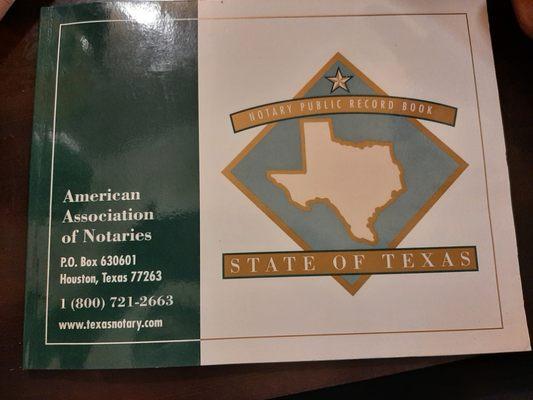 NOTARY PUBLIC RECORD BOOK
American
Association
of Notaries
P.O. Box 630601
Houston, Texas 77263
1 (800) 721-2663
www.texasnotary.com
STATE OF TEXAS